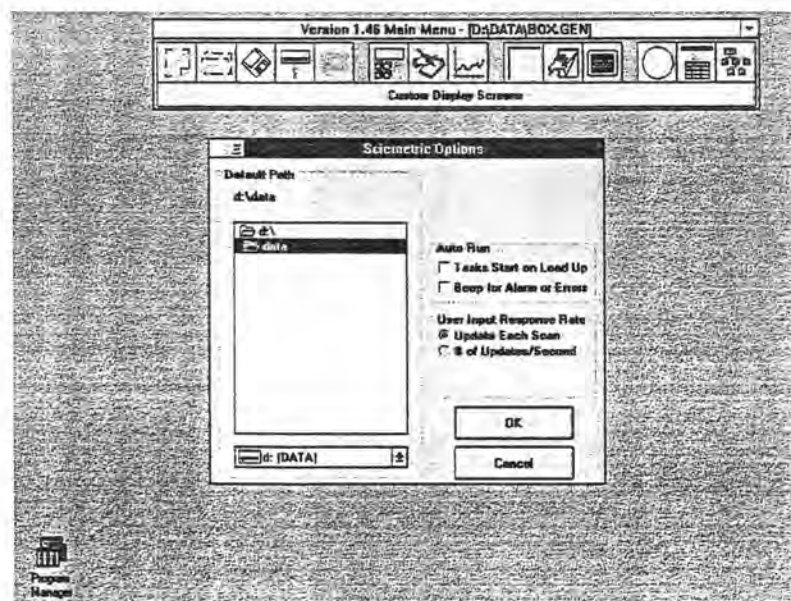 Version 1.46 Main Menu - [D:\DATA\BOX.GEN]
Custom Display Screens
Sciemetric Options
Default Path
d:\data
d:\
data
Auto Run
Tasks Start on Load Up
Beep for Alarm or Errors
User Input Response Rate
Update Each Scan
# of Updates/Second
OK
d: [DATA]
Cancel
Program
Manager